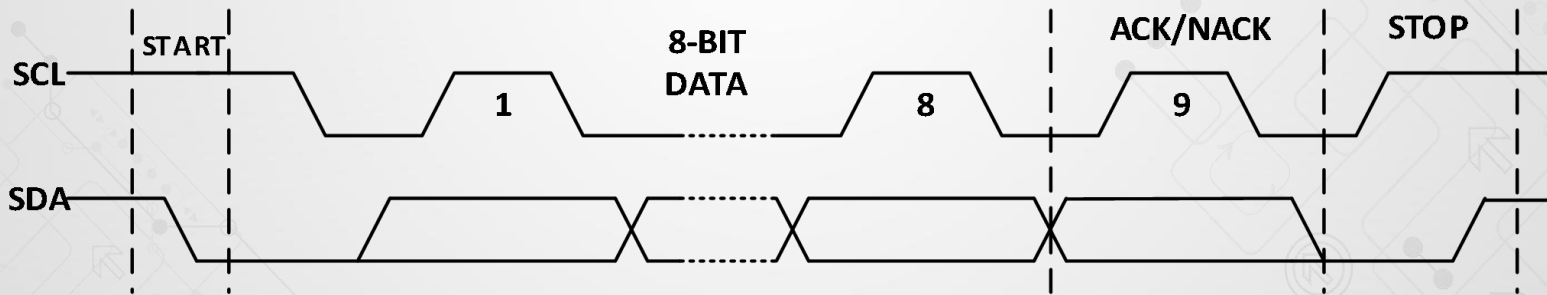 START
8-BIT
DATA
ACK/NACK
STOP
SCL
1
8
9
SDA